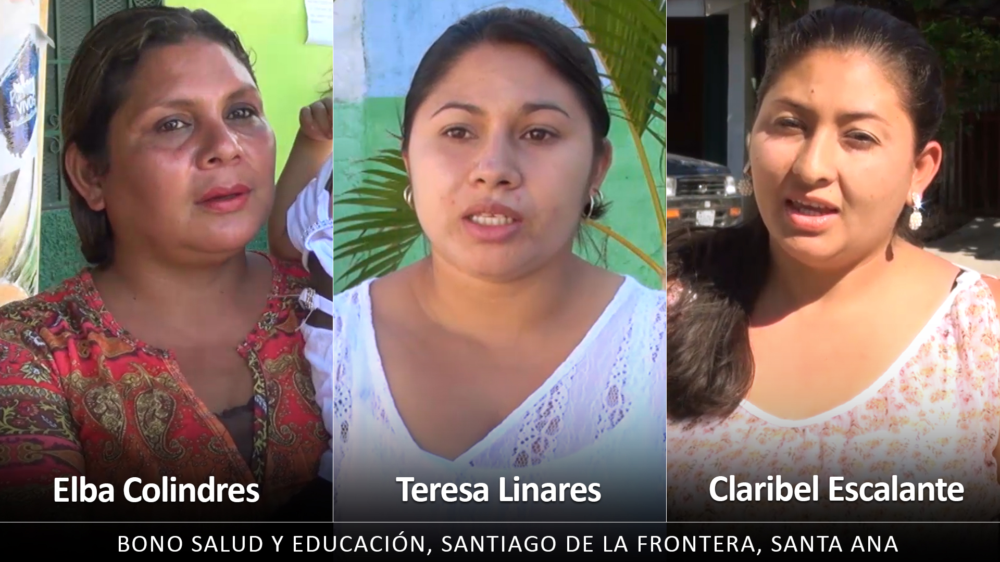 Elba Colindres
Teresa Linares
Claribel Escalante
BONO SALUD Y EDUCACIÓN, SANTIAGO DE LA FRONTERA, SANTA ANA